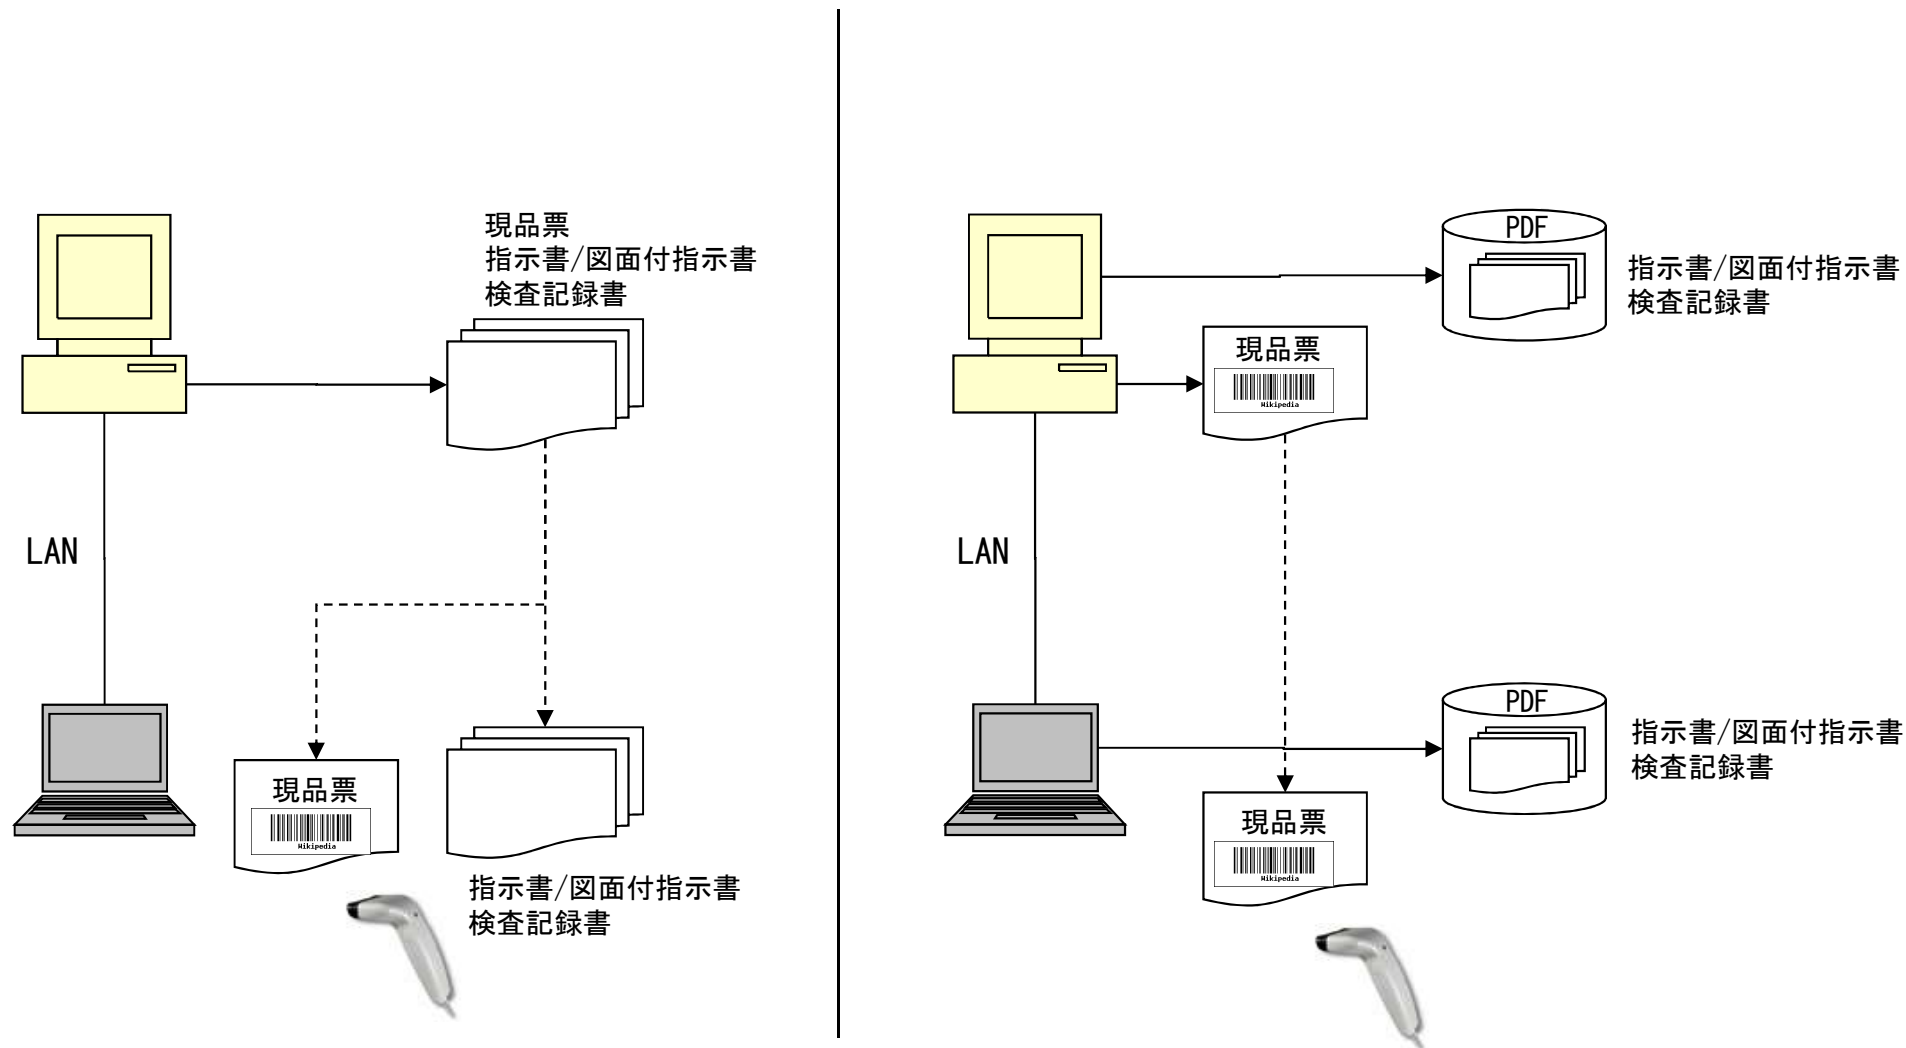 現品票
指示書/図面付指示書
検査記録書
LAN
現品票
Wikipedia
指示書/図面付指示書
検査記録書
PDF
指示書/図面付指示書
検査記録書
現品票
Wikipedia
LAN
PDF
指示書/図面付指示書
検査記録書
現品票
Wikipedia